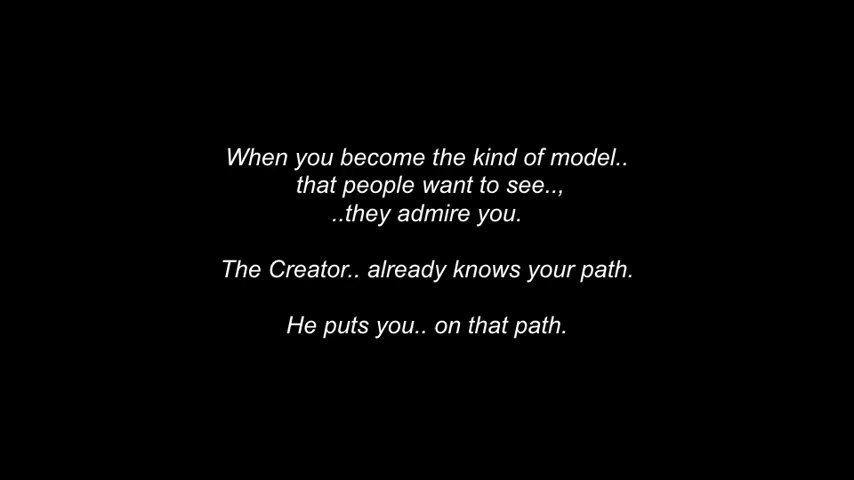 When you become the kind of model..
that people want to see..,
..they admire you.
The Creator.. already knows your path.
He puts you.. on that path.